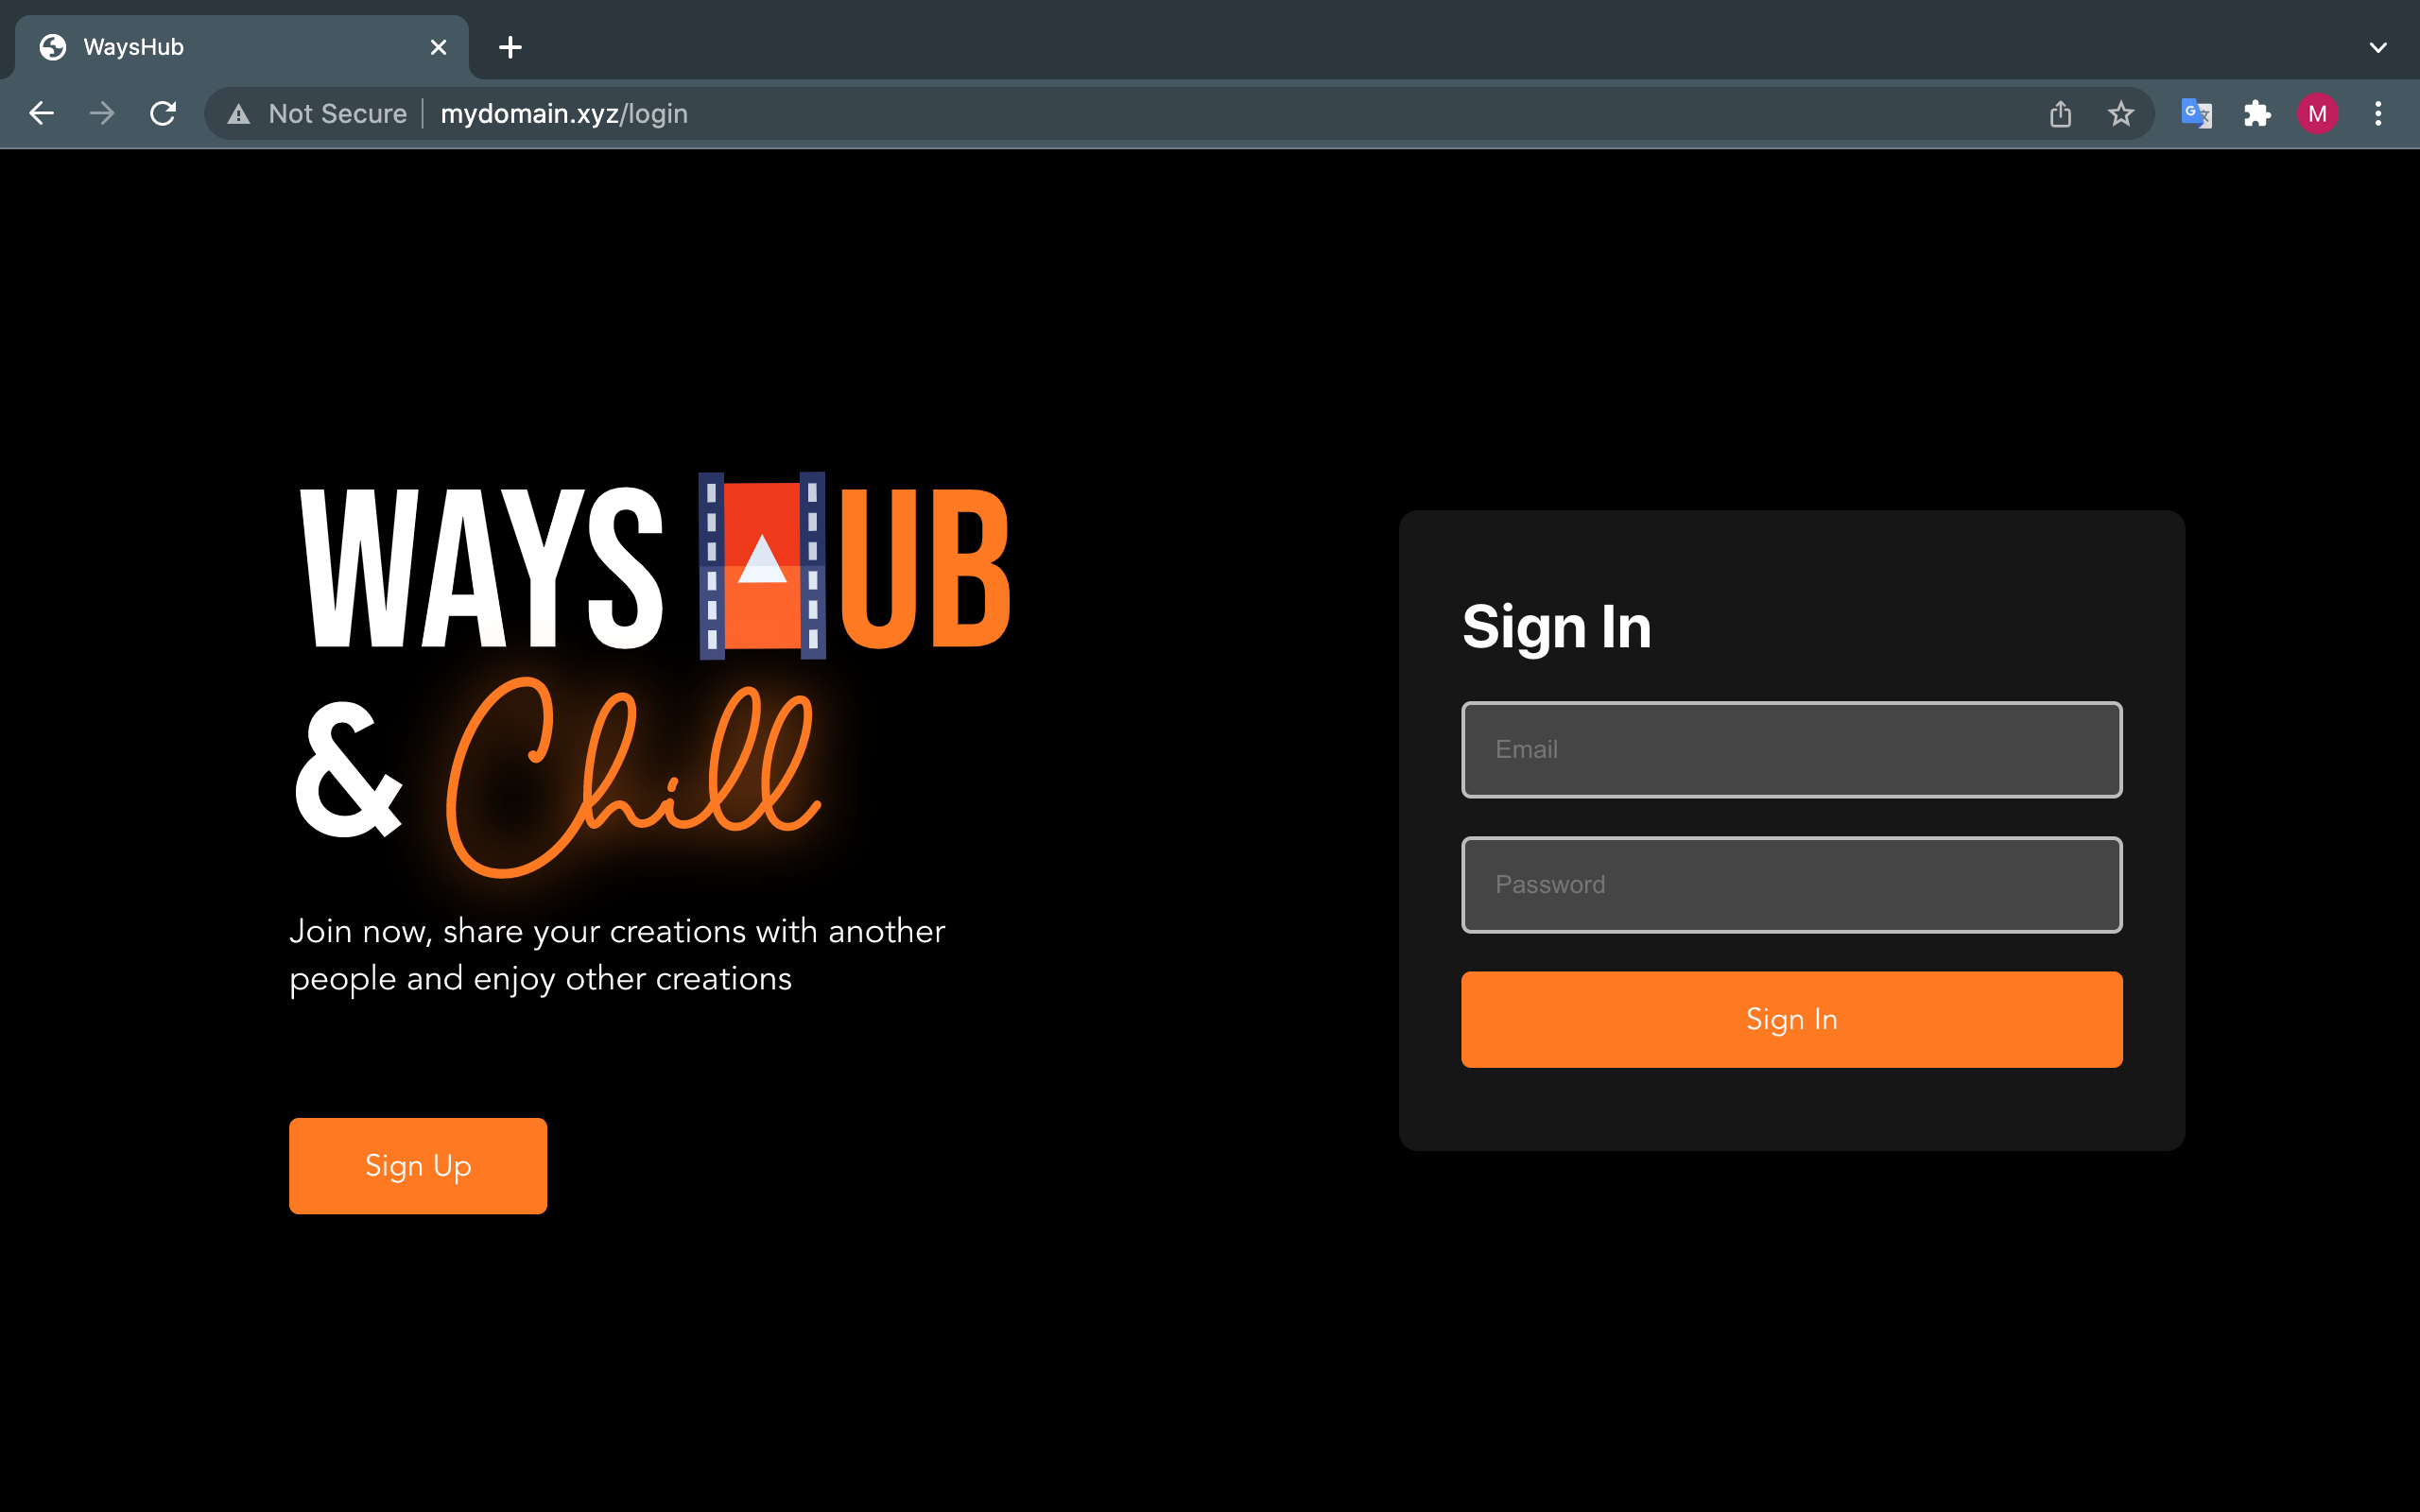 WaysHub
Not Secure mydomain.xyz/login
M
WAYS HUB
& Chill
Join now, share your creations with another
people and enjoy other creations
Sign Up
Sign In
Email
Password
Sign In